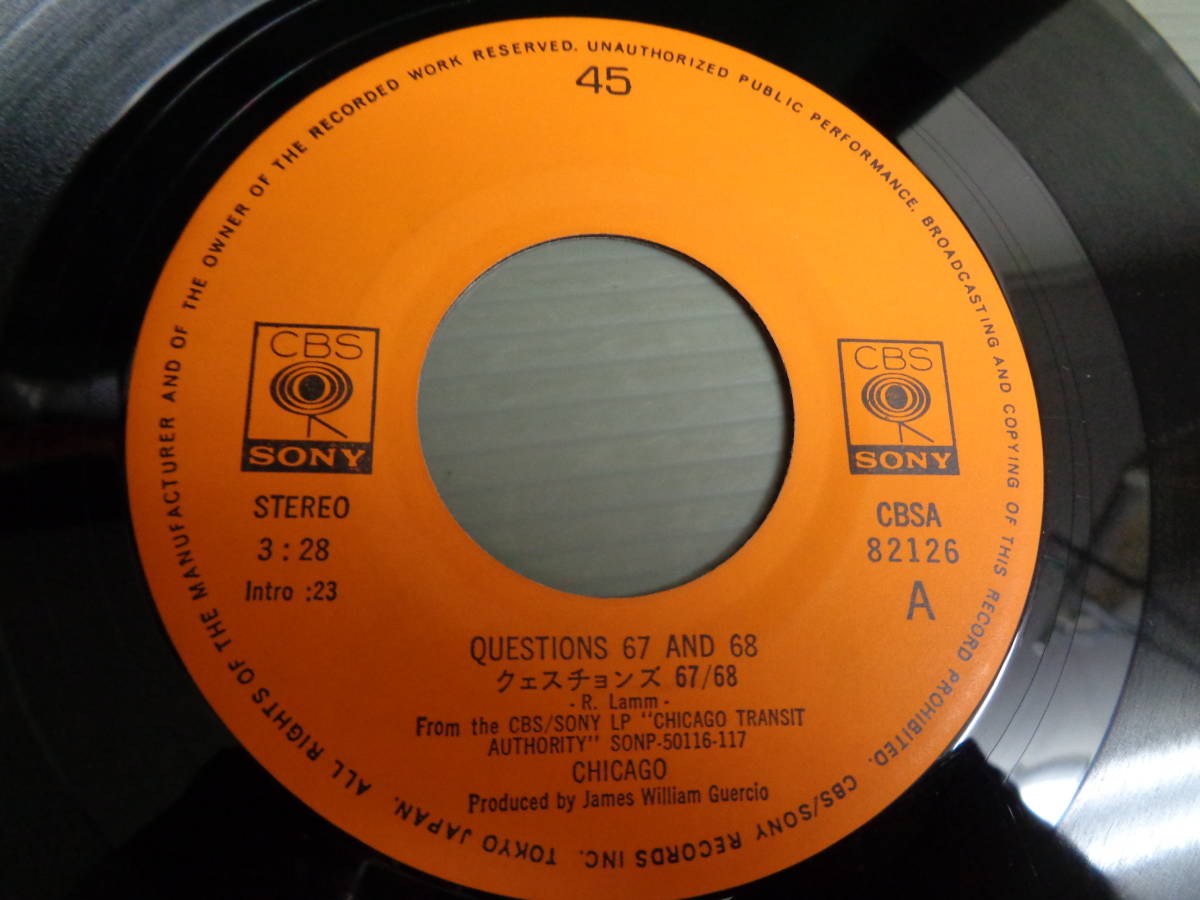 45
ALL RIGHTS OF THE MANUFACTURER AND OF THE OWNER OF THE RECORDED WORK RESERVED. UNAUTHORIZED PUBLIC PERFORMANCE, BROADCASTING AND COPYING OF THIS RECORD PROHIBITED. CBS/SONY RECORDS INC. TOKYO JAPAN.
CBS
SONY
STEREO
3:28
Intro :23
CBS
SONY
CBSA
82126
A
QUESTIONS 67 AND 68
クェスチョンズ 67/68
- R. Lamm -
From the CBS/SONY LP "CHICAGO TRANSIT
AUTHORITY" SONP-50116-117
CHICAGO
Produced by James William Guercio